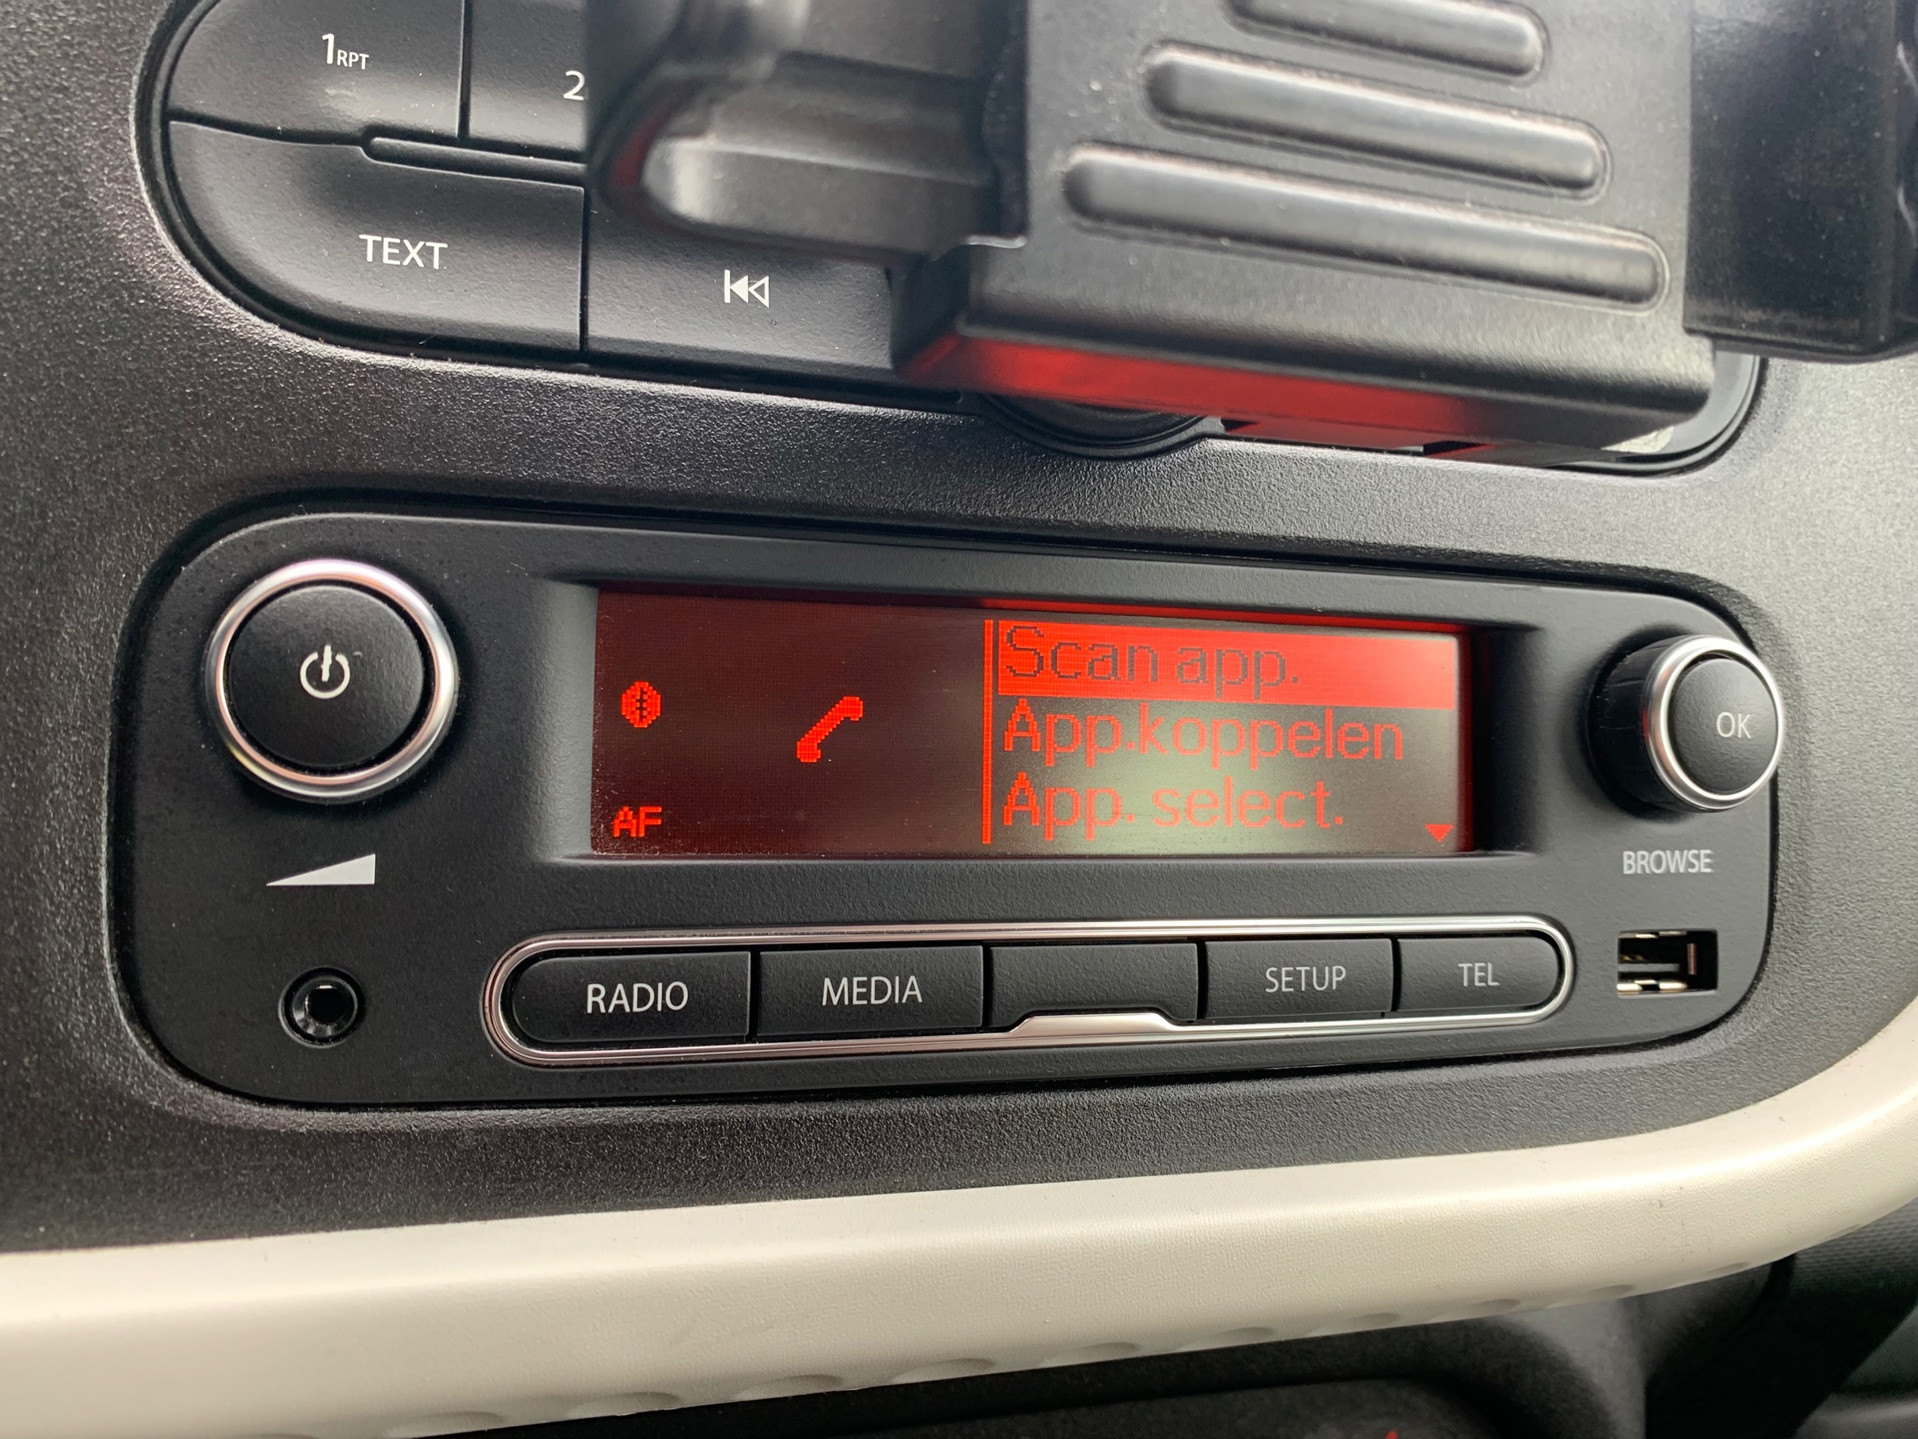 1RPT
2
TEXT
Scan app.
App.koppelen
App. select.
AF
OK
BROWSE
RADIO
MEDIA
SETUP
TEL